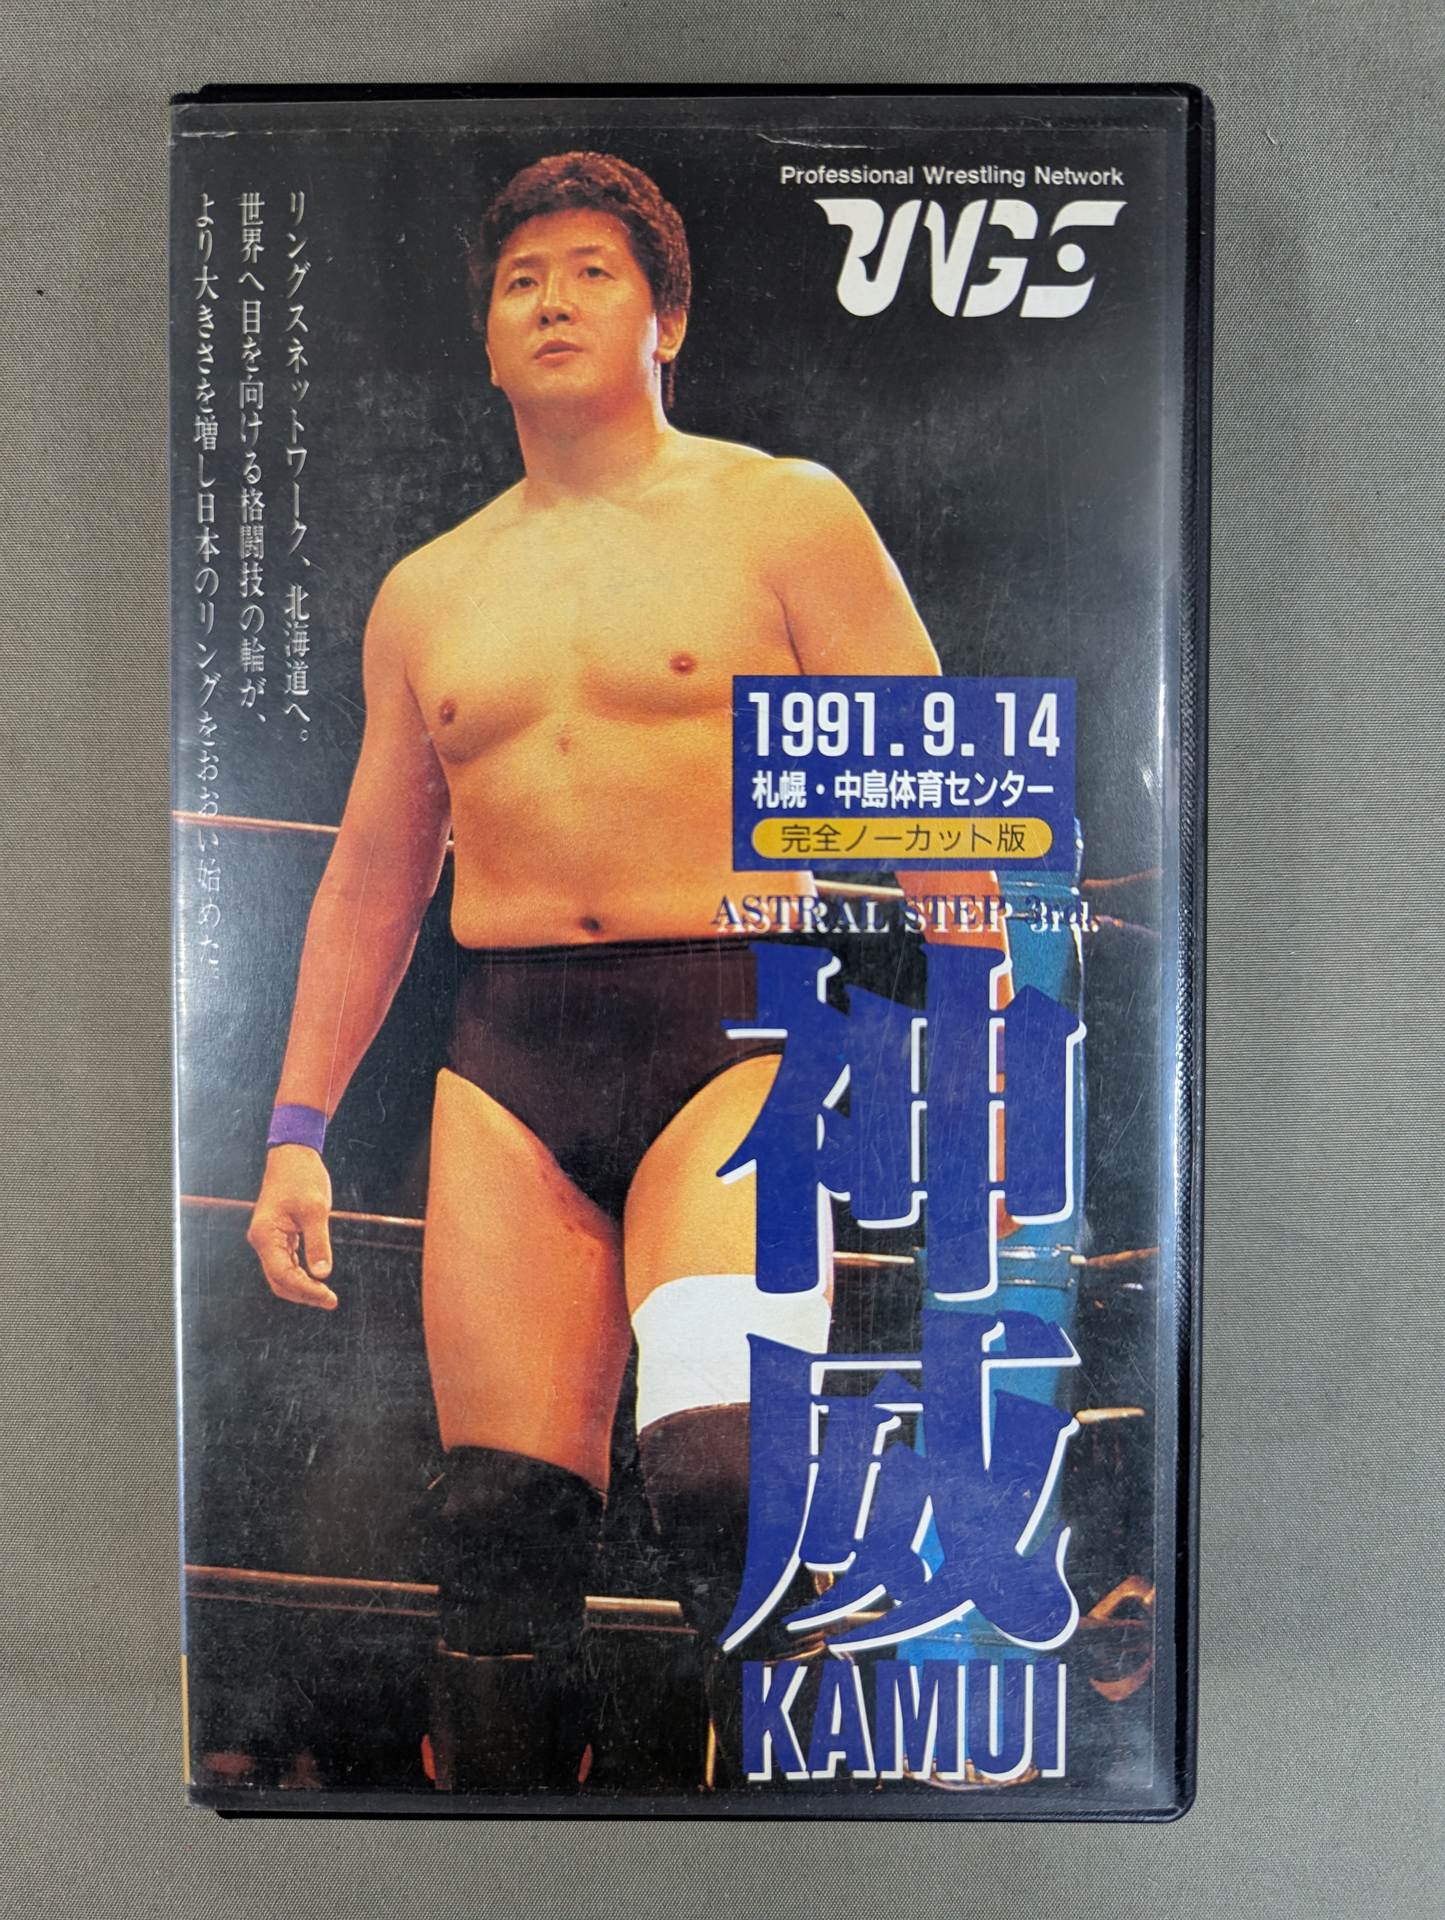 Professional Wrestling Network
RINGS
リングスネットワーク、北海道へ。
世界へ目を向ける格闘技の輪が、
より大きさを増し日本のリングをおおい始めた。
1991.9.14
札幌・中島体育センター
完全ノーカット版
ASTRAL STEP 3rd.
神威
KAMUI